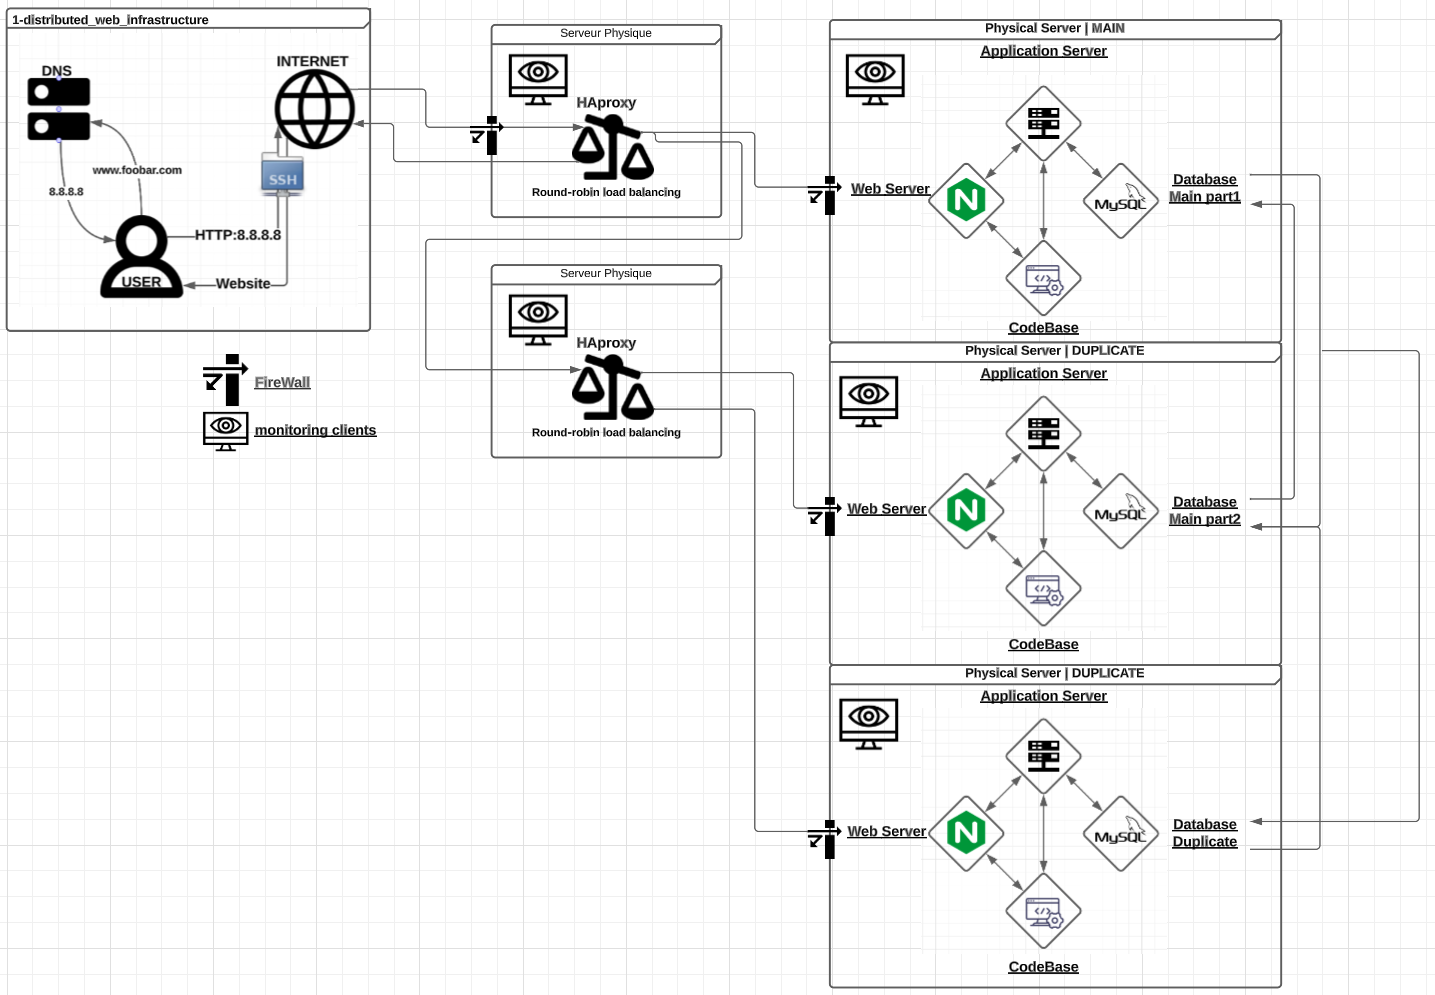 1-distributed_web_infrastructure
DNS
INTERNET
www.foobar.com
8.8.8.8
SSH
HTTP:8.8.8.8
USER
Website
FireWall
monitoring clients
Serveur Physique
HAproxy
Round-robin load balancing
Serveur Physique
HAproxy
Round-robin load balancing
Physical Server | MAIN
Application Server
Web Server
MySQL
Database
Main part1
CodeBase
Physical Server | DUPLICATE
Application Server
Web Server
MySQL
Database
Main part2
CodeBase
Physical Server | DUPLICATE
Application Server
Web Server
MySQL
Database
Duplicate
CodeBase